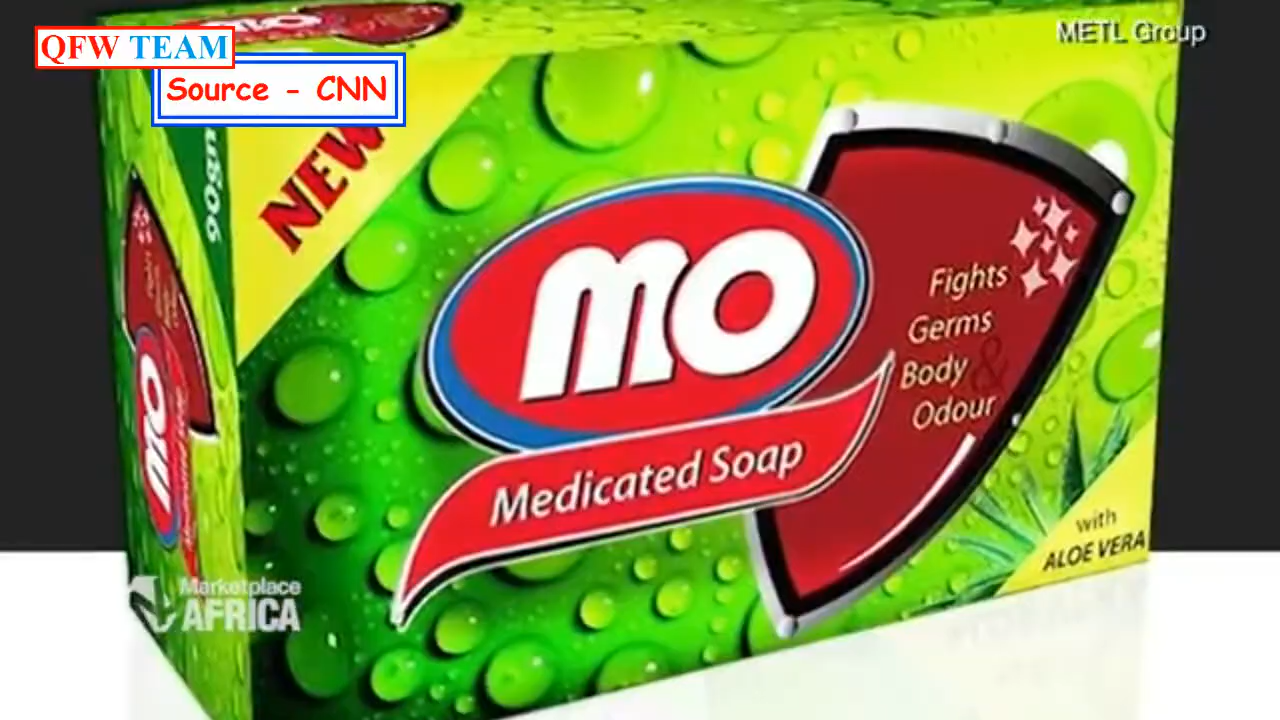 QFW TEAM
Source - CNN
METL Group
NEW
90gm
mo
Fights
Germs
Body &
Odour
Medicated Soap
with
ALOE VERA
mo
Marketplace
AFRICA